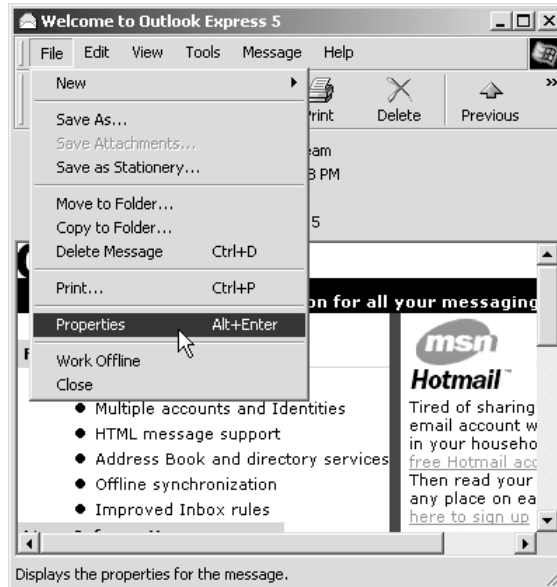 Welcome to Outlook Express 5
File Edit View Tools Message Help
New
Print Delete Previous »
Save As...
Save Attachments...
Save as Stationery...
Move to Folder...
Copy to Folder...
Delete Message Ctrl+D
Print... Ctrl+P
Properties Alt+Enter
Work Offline
Close
eam
8 PM
5
on for all your messaging
• Multiple accounts and Identities
• HTML message support
• Address Book and directory services
• Offline synchronization
• Improved Inbox rules
msn
Hotmail™
Tired of sharing
email account w
in your househo
free Hotmail acc
Then read your
any place on ea
here to sign up
Displays the properties for the message.